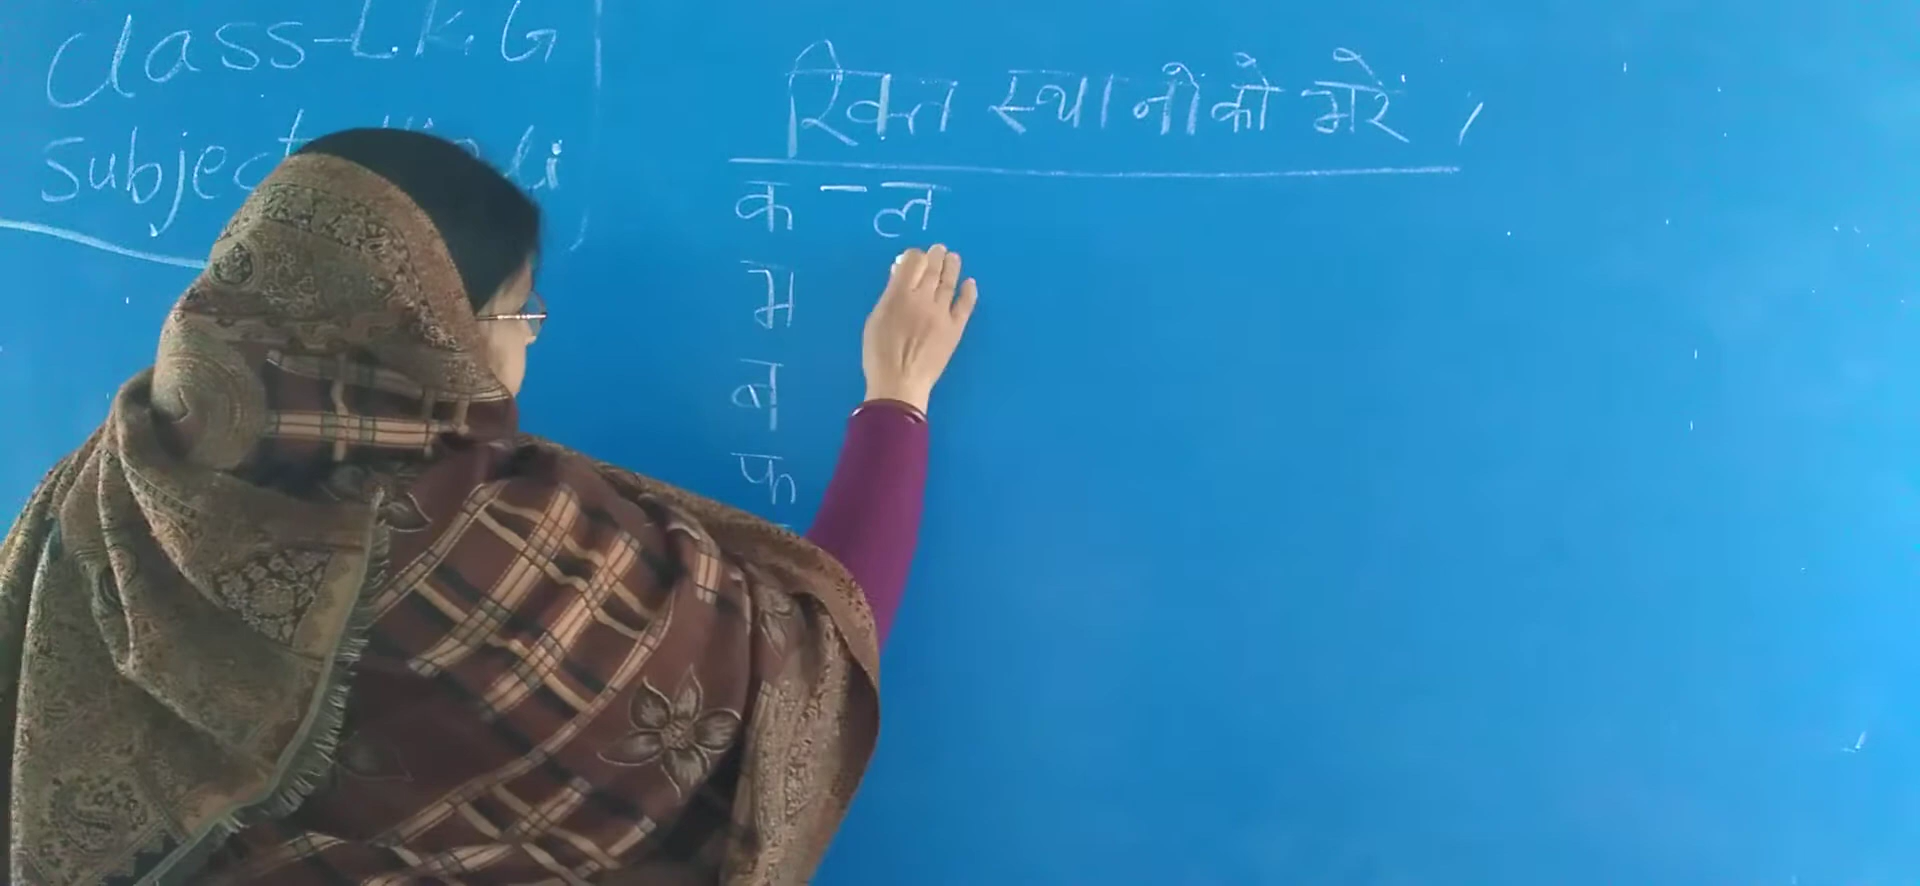 Class-L.K.G
Subject
रिक्त स्थानों को भरे,
क - ल
भ
ब
फ